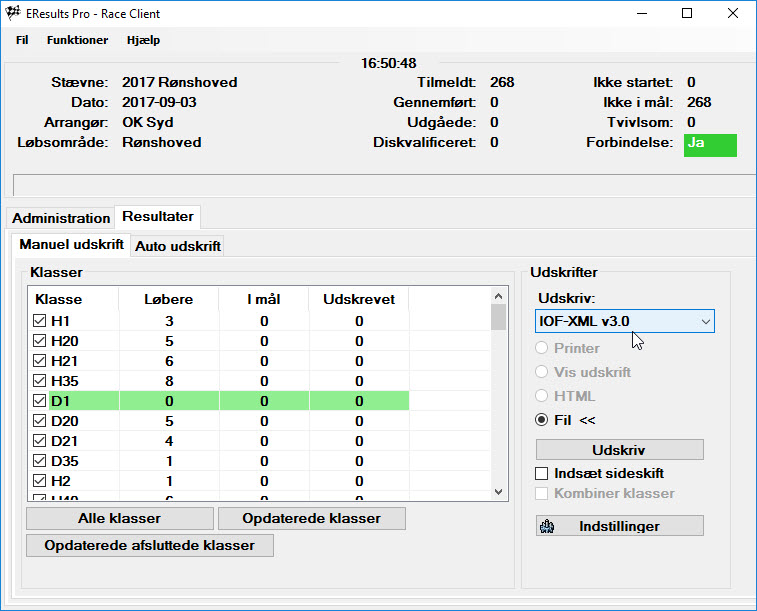 EResults Pro - Race Client
Fil Funktioner Hjælp
16:50:48
Stævne: 2017 Rønshoved Tilmeldt: 268 Ikke startet: 0
Dato: 2017-09-03 Gennemført: 0 Ikke i mål: 268
Arrangør: OK Syd Udgåede: 0 Tvivlsom: 0
Løbsområde: Rønshoved Diskvalificeret: 0 Forbindelse: Ja
Administration Resultater
Manuel udskrift Auto udskrift
Klasser
Klasse Løbere I mål Udskrevet
H1 3 0 0
H20 5 0 0
H21 6 0 0
H35 8 0 0
D1 0 0 0
D20 5 0 0
D21 4 0 0
D35 1 0 0
H2 1 0 0
H40 6 0 0
Alle klasser Opdaterede klasser
Opdaterede afsluttede klasser
Udskrifter
Udskriv:
IOF-XML v3.0
Printer
Vis udskrift
HTML
Fil <<
Udskriv
Indsæt sideskift
Kombiner klasser
Indstillinger